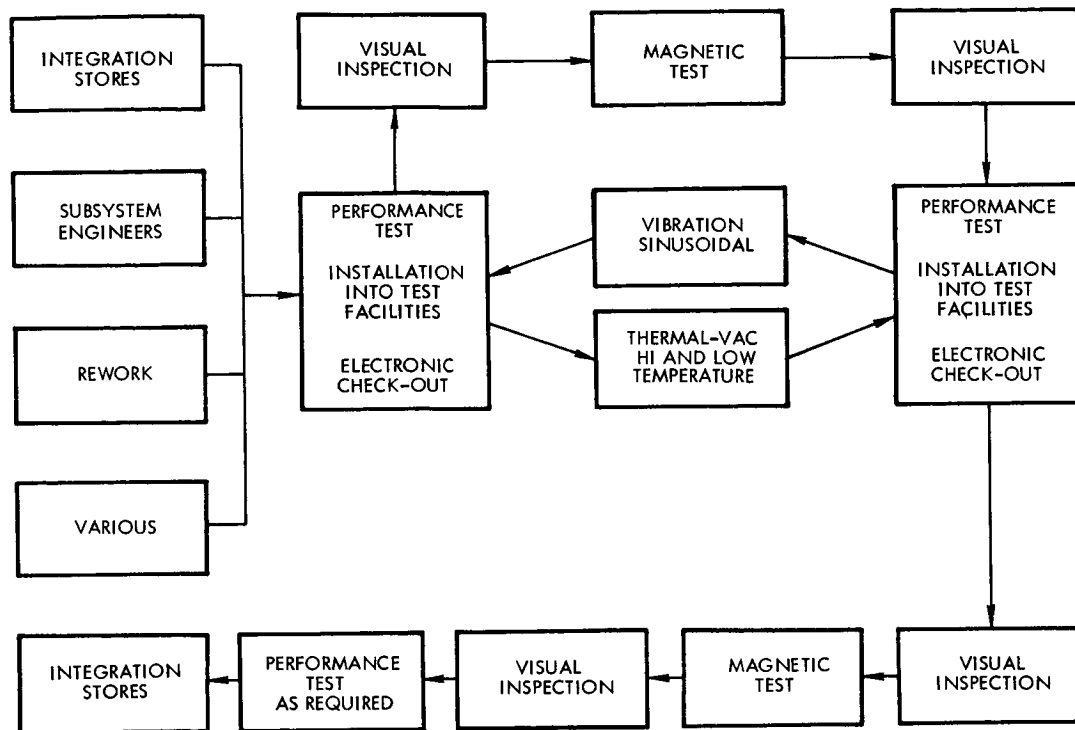 INTEGRATION
STORES
VISUAL
INSPECTION
MAGNETIC
TEST
VISUAL
INSPECTION
SUBSYSTEM
ENGINEERS
PERFORMANCE
TEST
INSTALLATION
INTO TEST
FACILITIES
ELECTRONIC
CHECK-OUT
VIBRATION
SINUSOIDAL
PERFORMANCE
TEST
INSTALLATION
INTO TEST
FACILITIES
ELECTRONIC
CHECK-OUT
REWORK
THERMAL-VAC
HI AND LOW
TEMPERATURE
VARIOUS
INTEGRATION
STORES
PERFORMANCE
TEST
AS REQUIRED
VISUAL
INSPECTION
MAGNETIC
TEST
VISUAL
INSPECTION